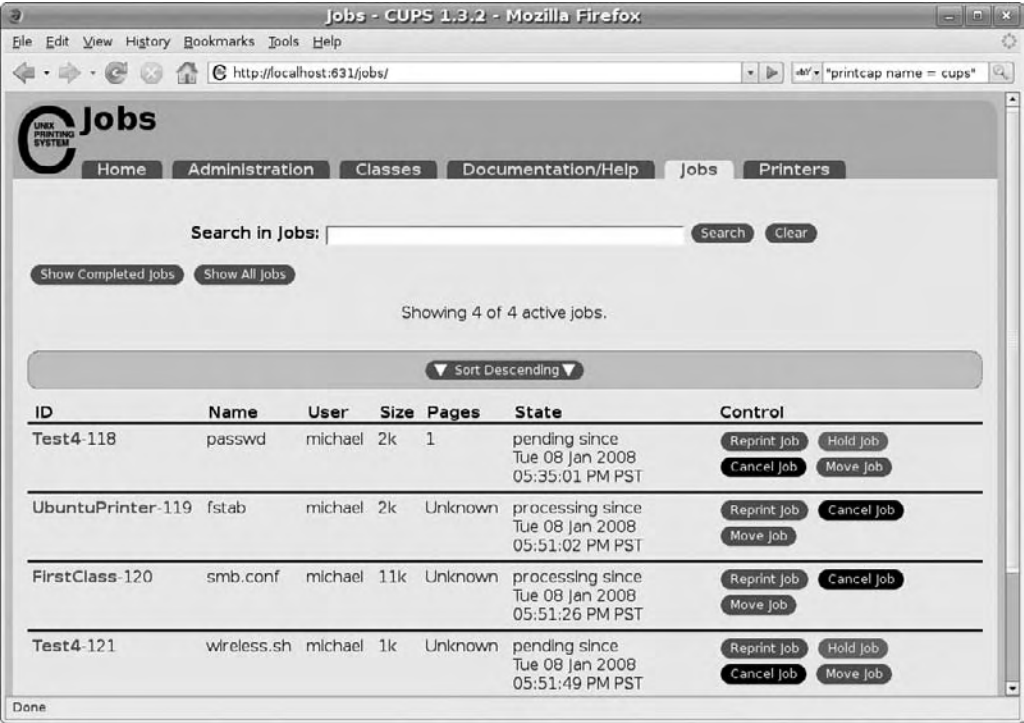 Jobs - CUPS 1.3.2 - Mozilla Firefox
File Edit View History Bookmarks Tools Help
http://localhost:631/jobs/ "printcap name = cups"
UNIX PRINTING SYSTEM
Jobs
Home Administration Classes Documentation/Help Jobs Printers
Search in Jobs: Search Clear
Show Completed Jobs Show All Jobs
Showing 4 of 4 active jobs.
▼ Sort Descending ▼
ID Name User Size Pages State Control
Test4-118 passwd michael 2k 1 pending since Reprint Job Hold Job
Tue 08 Jan 2008 Cancel Job Move Job
05:35:01 PM PST
UbuntuPrinter-119 fstab michael 2k Unknown processing since Reprint Job Cancel Job
Tue 08 Jan 2008 Move Job
05:51:02 PM PST
FirstClass-120 smb.conf michael 11k Unknown processing since Reprint Job Cancel Job
Tue 08 Jan 2008 Move Job
05:51:26 PM PST
Test4-121 wireless.sh michael 1k Unknown pending since Reprint Job Hold Job
Tue 08 Jan 2008 Cancel Job Move Job
05:51:49 PM PST
Done